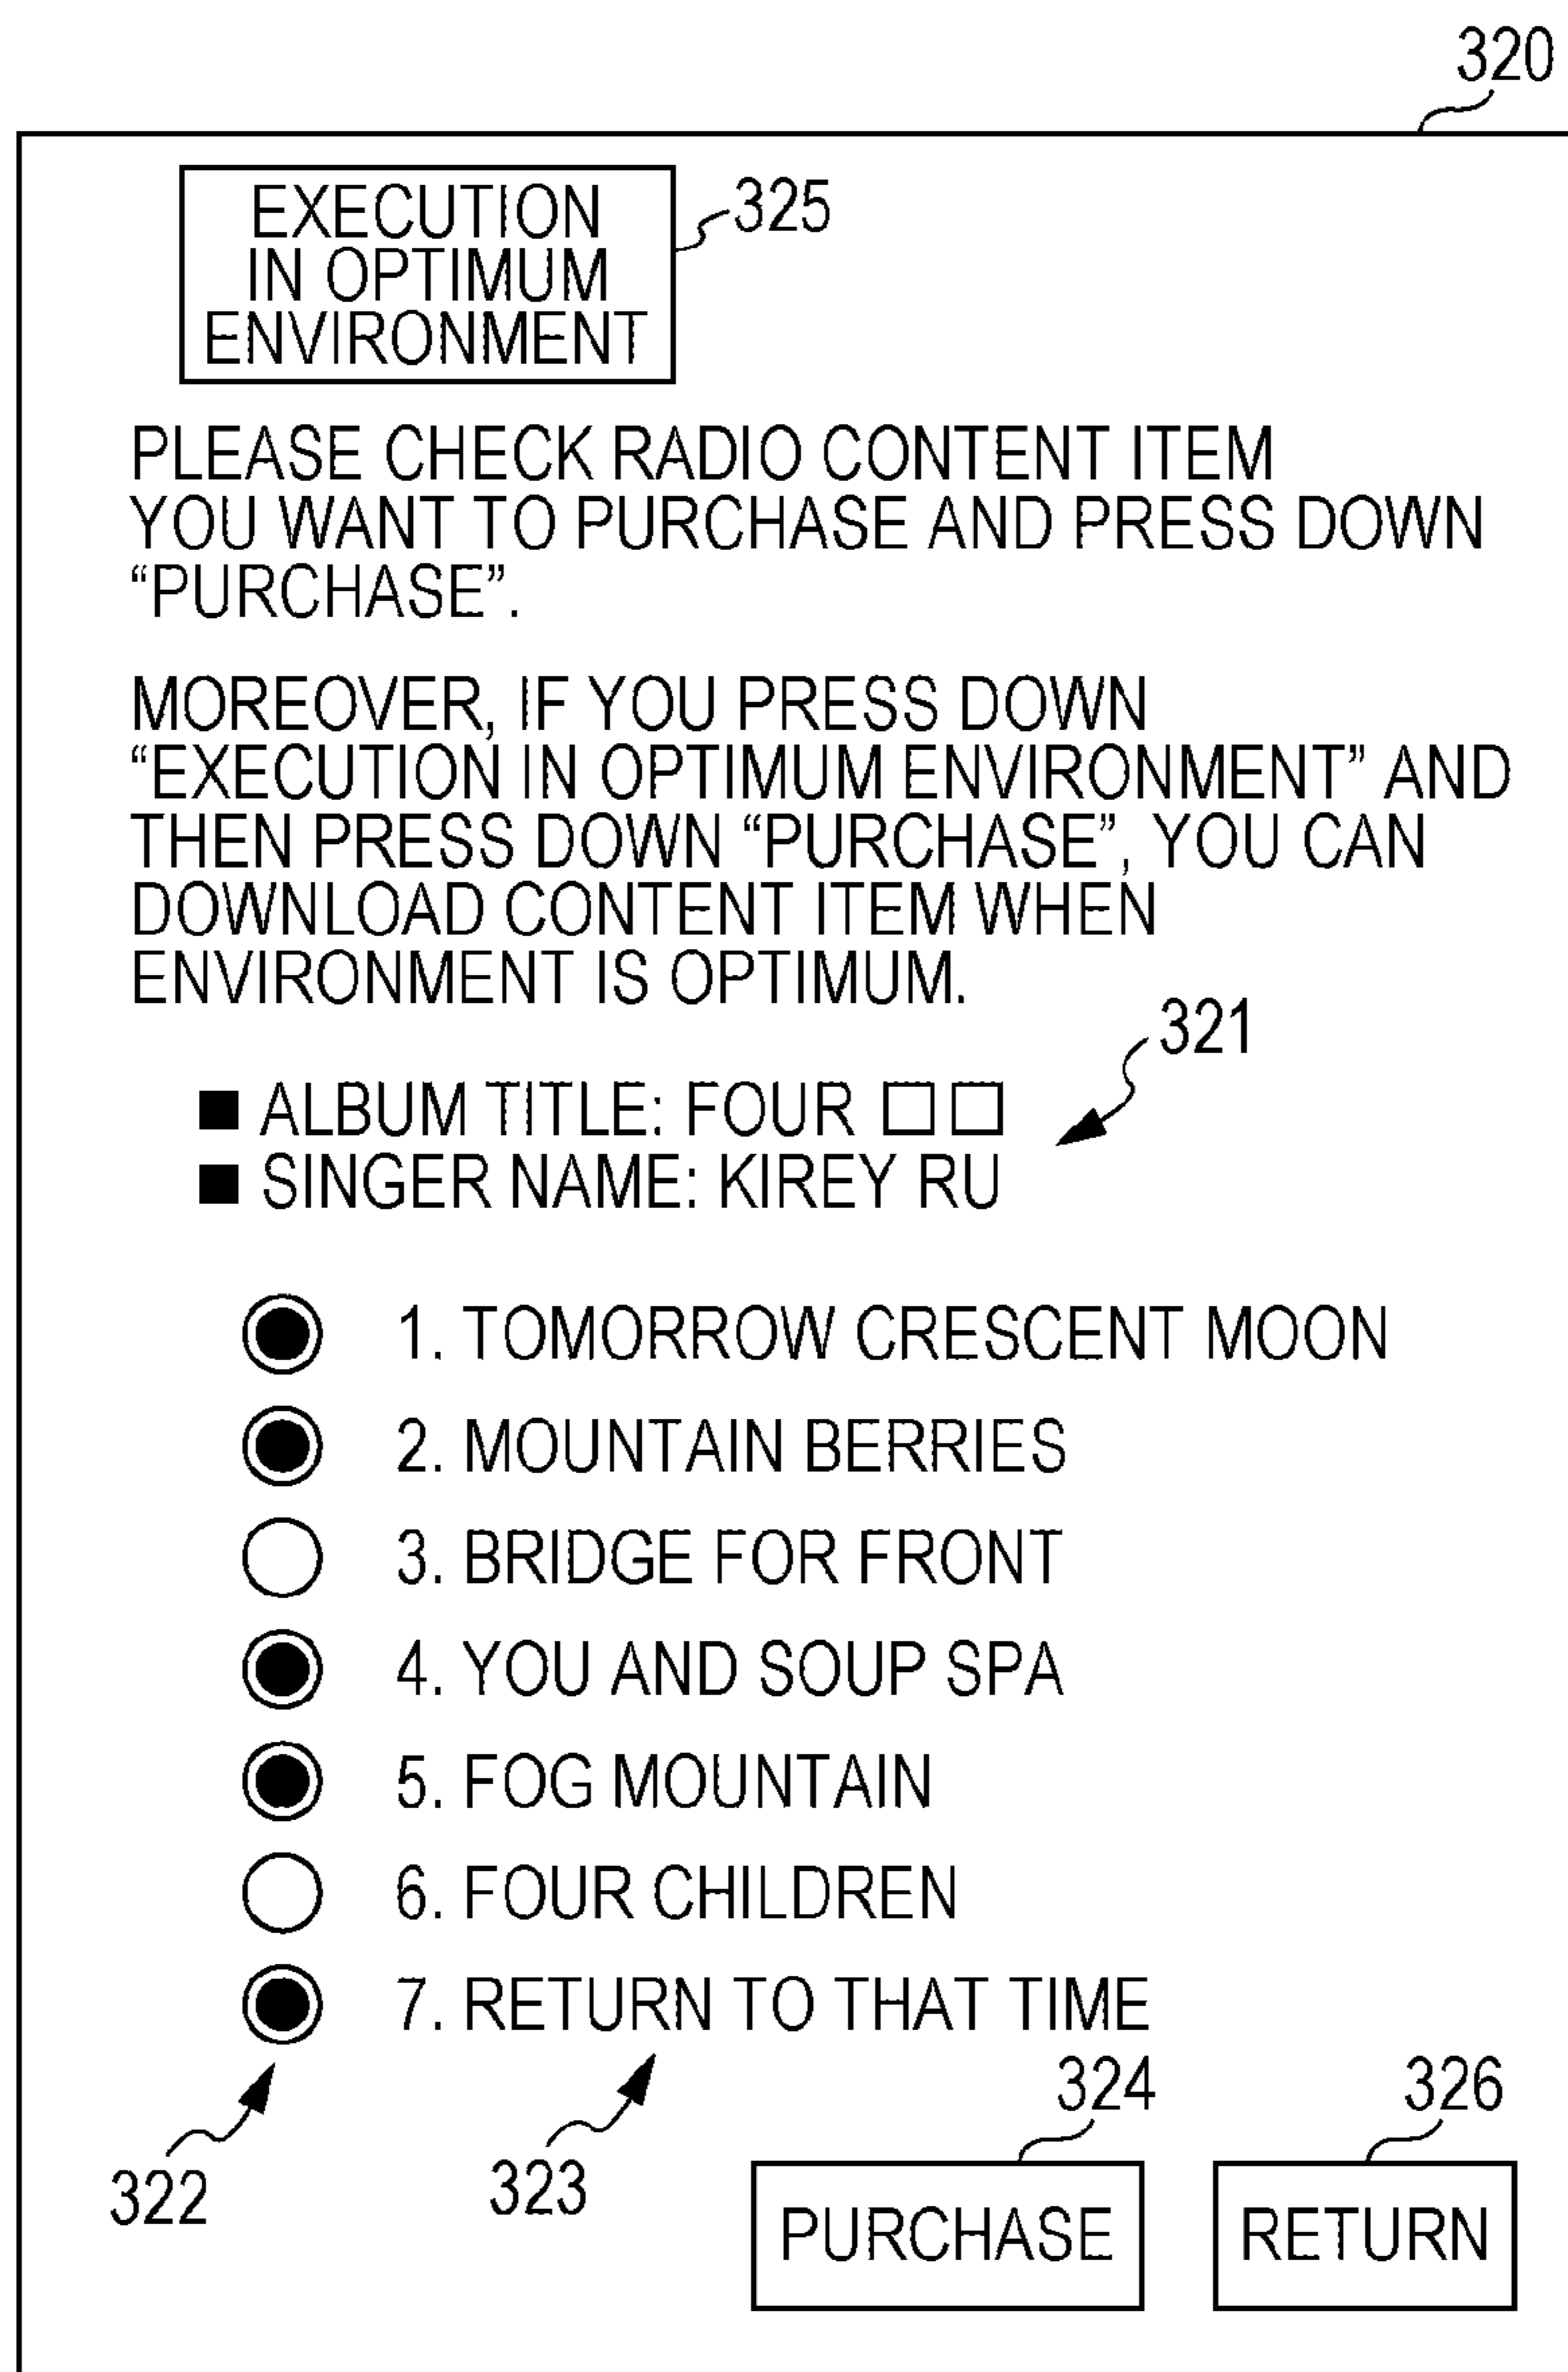 320
EXECUTION
IN OPTIMUM
ENVIRONMENT
325
PLEASE CHECK RADIO CONTENT ITEM
YOU WANT TO PURCHASE AND PRESS DOWN
“PURCHASE”.
MOREOVER, IF YOU PRESS DOWN
“EXECUTION IN OPTIMUM ENVIRONMENT” AND
THEN PRESS DOWN “PURCHASE”, YOU CAN
DOWNLOAD CONTENT ITEM WHEN
ENVIRONMENT IS OPTIMUM.
321
■ ALBUM TITLE: FOUR □□
■ SINGER NAME: KIREY RU
1. TOMORROW CRESCENT MOON
2. MOUNTAIN BERRIES
3. BRIDGE FOR FRONT
4. YOU AND SOUP SPA
5. FOG MOUNTAIN
6. FOUR CHILDREN
7. RETURN TO THAT TIME
322
323
324
326
PURCHASE
RETURN